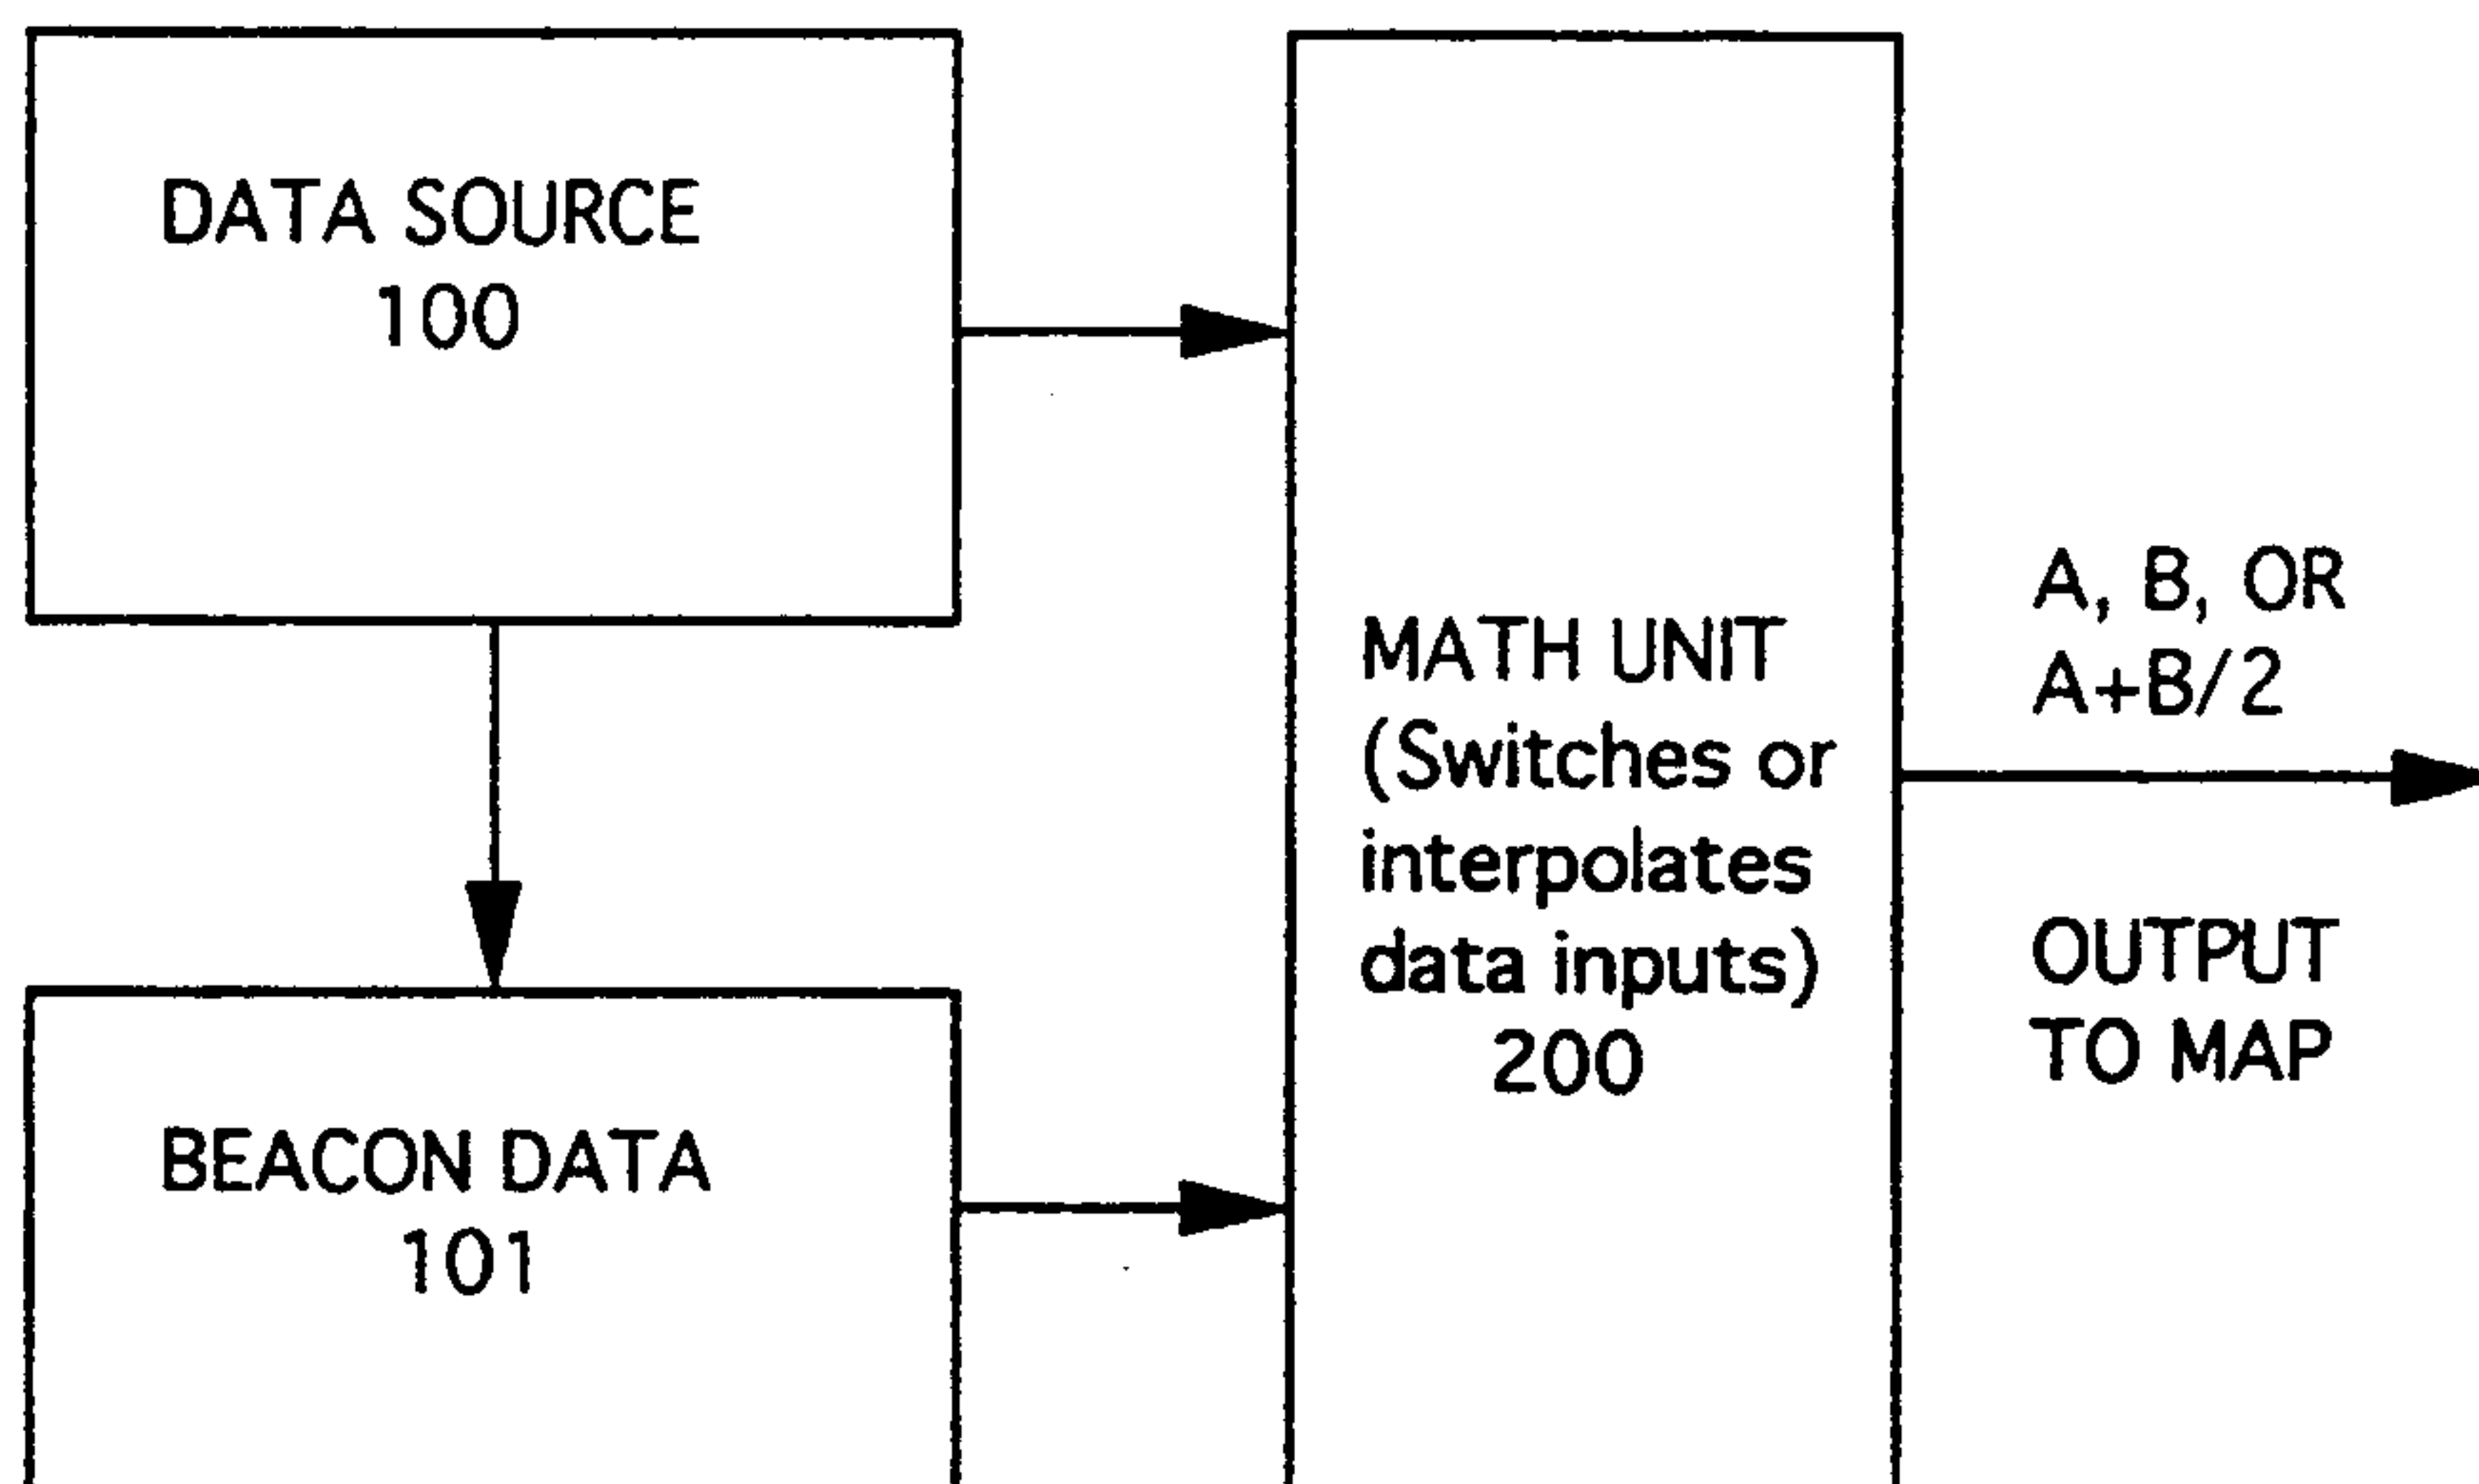 DATA SOURCE
100
BEACON DATA
101
MATH UNIT
(Switches or
interpolates
data inputs)
200
A, B, OR
A+B/2
OUTPUT
TO MAP